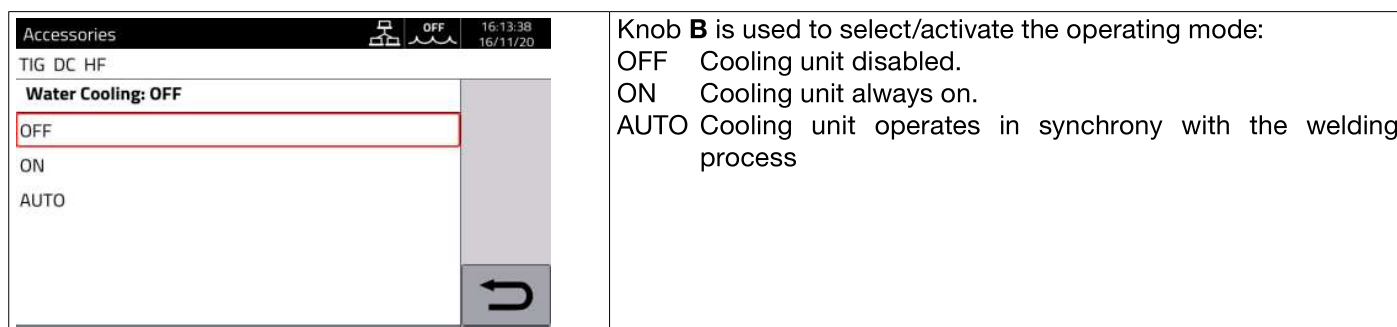 Accessories
OFF
16:13:38
16/11/20
TIG DC HF
Water Cooling: OFF
OFF
ON
AUTO
Knob B is used to select/activate the operating mode:
OFF Cooling unit disabled.
ON Cooling unit always on.
AUTO Cooling unit operates in synchrony with the welding
process